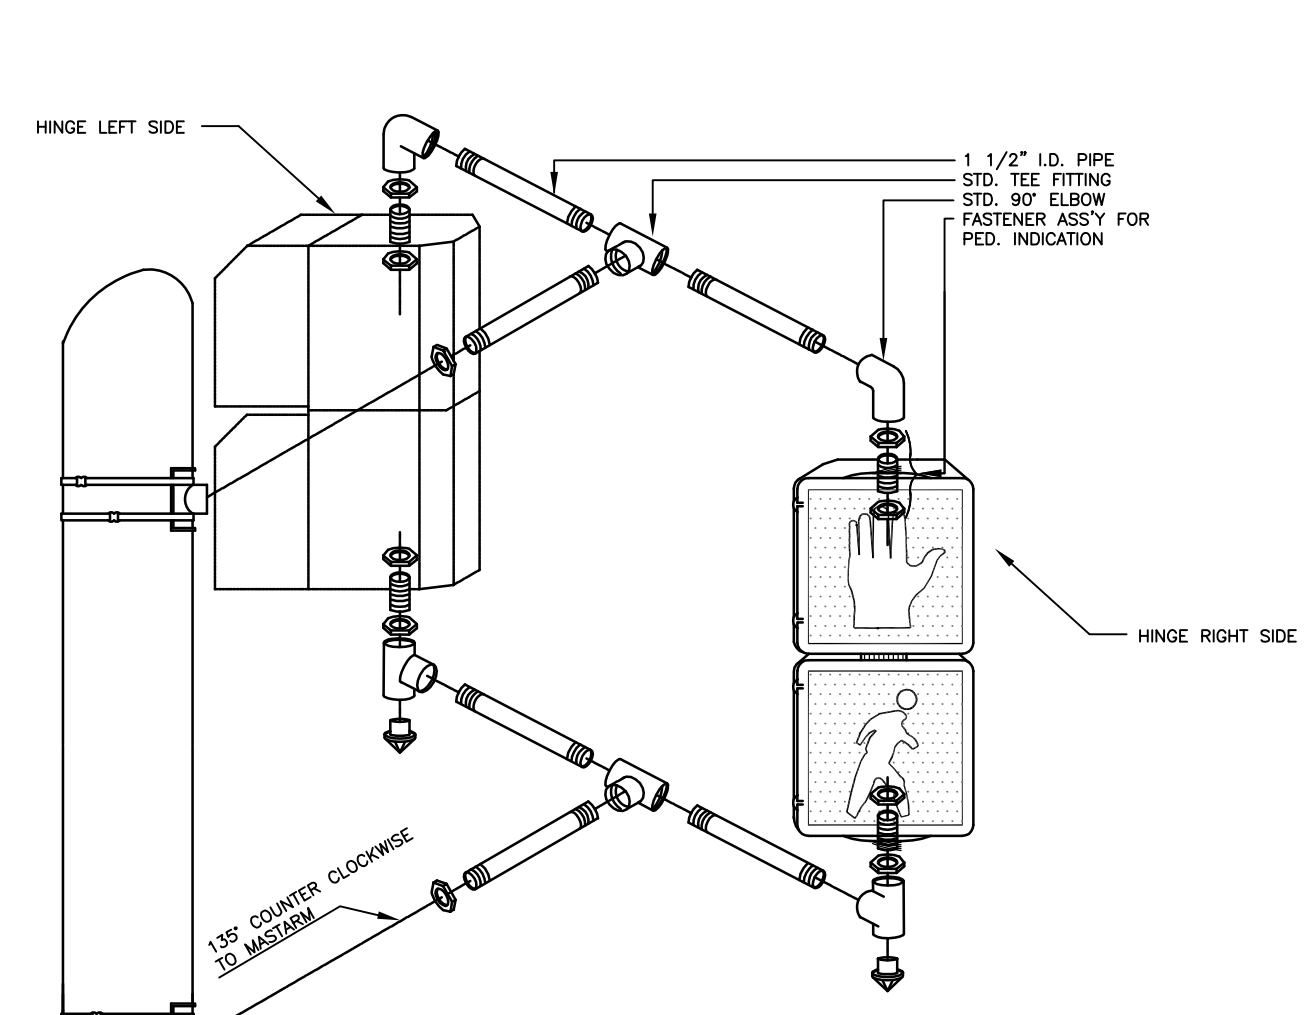 HINGE LEFT SIDE
1 1/2" I.D. PIPE
STD. TEE FITTING
STD. 90° ELBOW
FASTENER ASS'Y FOR
PED. INDICATION
HINGE RIGHT SIDE
135° COUNTER CLOCKWISE
TO MASTARM